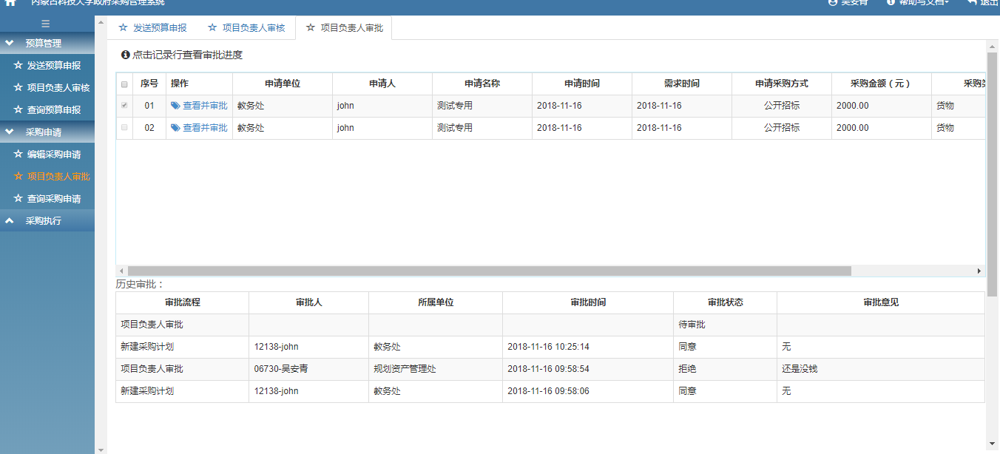 内蒙古科技大学政府采购管理系统
吴安青 帮助与文档 退出
预算管理
发送预算申报
项目负责人审核
查询预算申报
采购申请
编辑采购申请
项目负责人审批
查询采购申请
采购执行
发送预算申报 项目负责人审核 项目负责人审批
点击记录行查看审批进度
序号 操作 申请单位 申请人 申请名称 申请时间 需求时间 申请采购方式 采购金额（元） 采购
01 查看并审批 教务处 john 测试专用 2018-11-16 2018-11-16 公开招标 2000.00 货物
02 查看并审批 教务处 john 测试专用 2018-11-16 2018-11-16 公开招标 2000.00 货物
历史审批：
审批流程 审批人 所属单位 审批时间 审批状态 审批意见
项目负责人审批 待审批
新建采购计划 12138-john 教务处 2018-11-16 10:25:14 同意 无
项目负责人审批 06730-吴安青 规划资产管理处 2018-11-16 09:58:54 拒绝 还是没钱
新建采购计划 12138-john 教务处 2018-11-16 09:58:06 同意 无